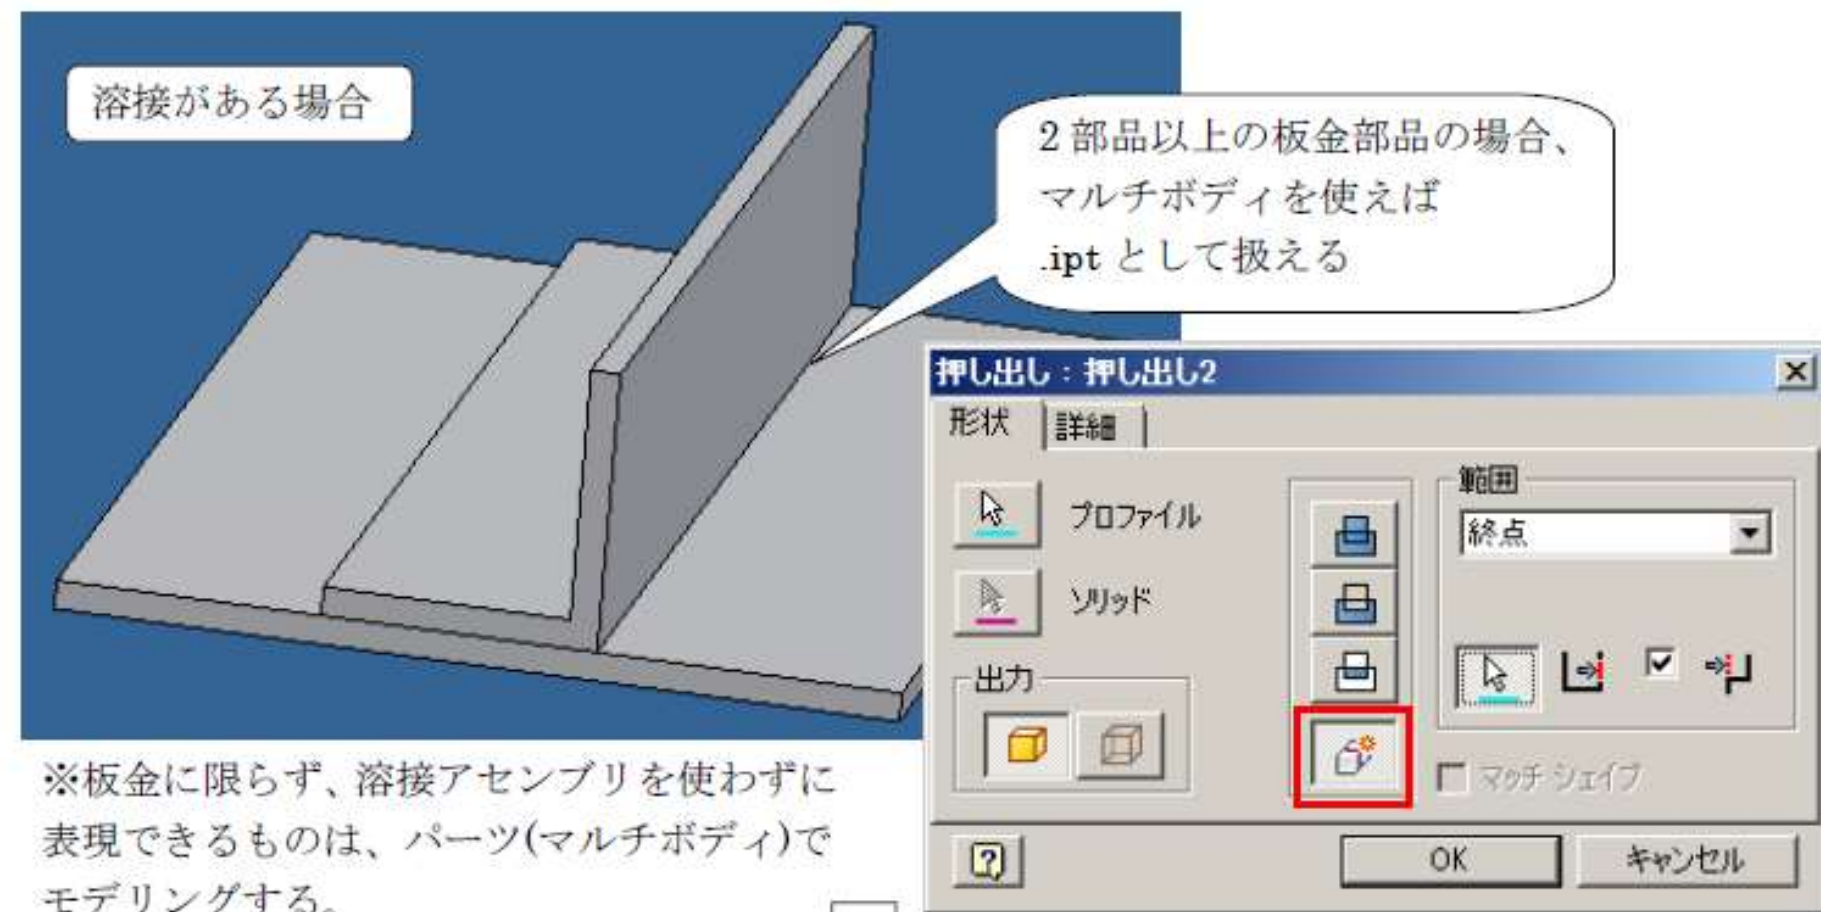 溶接がある場合
2 部品以上の板金部品の場合、
マルチボディを使えば
.ipt として扱える
押し出し : 押し出し2
形状
詳細
プロファイル
ソリッド
出力
範囲
終点
マッチ シェイプ
?
OK
キャンセル
※板金に限らず、溶接アセンブリを使わずに
表現できるものは、パーツ(マルチボディ)で
モデリングする。